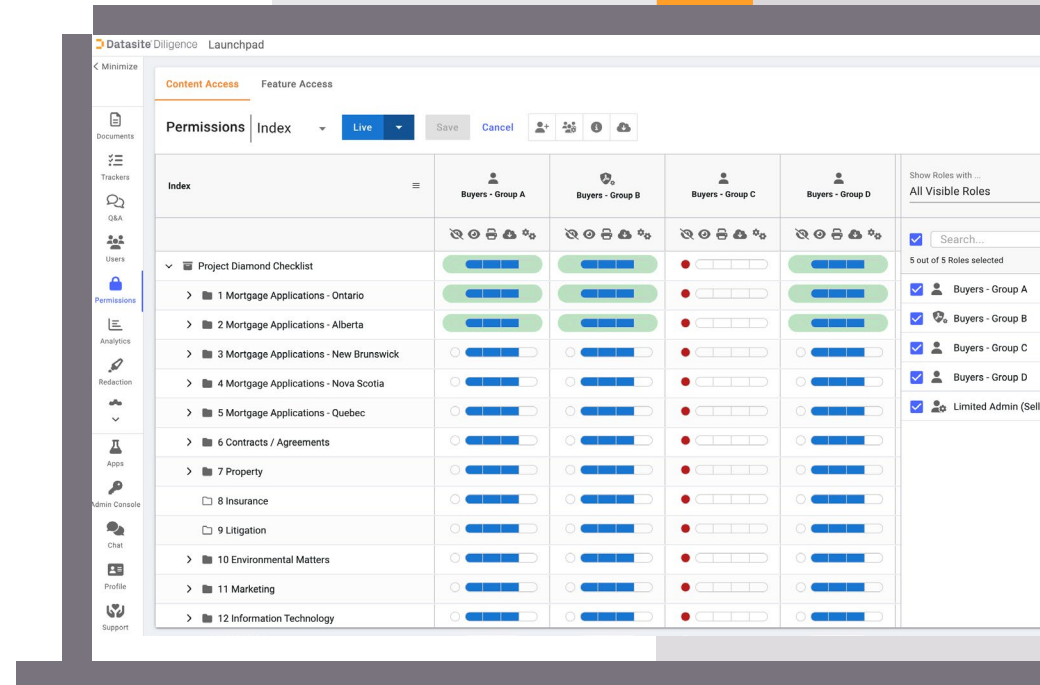 Datasite Diligence Launchpad
Minimize
Content Access Feature Access
Permissions Index Live Save Cancel
Documents
Trackers
Q&A
Users
Permissions
Analytics
Redaction
Apps
Admin Console
Chat
Profile
Support
Index Buyers - Group A Buyers - Group B Buyers - Group C Buyers - Group D
Project Diamond Checklist
1 Mortgage Applications - Ontario
2 Mortgage Applications - Alberta
3 Mortgage Applications - New Brunswick
4 Mortgage Applications - Nova Scotia
5 Mortgage Applications - Quebec
6 Contracts / Agreements
7 Property
8 Insurance
9 Litigation
10 Environmental Matters
11 Marketing
12 Information Technology
Show Roles with ...
All Visible Roles
Search...
5 out of 5 Roles selected
Buyers - Group A
Buyers - Group B
Buyers - Group C
Buyers - Group D
Limited Admin (Sell